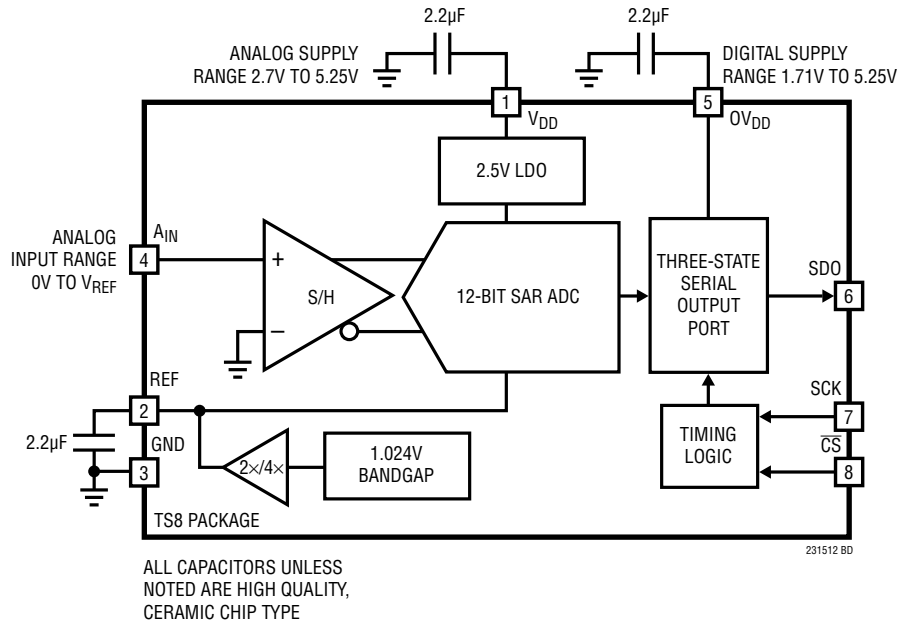 2.2µF
2.2µF
ANALOG SUPPLY
RANGE 2.7V TO 5.25V
DIGITAL SUPPLY
RANGE 1.71V TO 5.25V
1
VDD
5
OVDD
2.5V LDO
ANALOG
INPUT RANGE
0V TO VREF
AIN
4
+
S/H
–
12-BIT SAR ADC
THREE-STATE
SERIAL
OUTPUT
PORT
SDO
6
REF
2
2.2µF
GND
3
2×/4×
1.024V
BANDGAP
TIMING
LOGIC
SCK
7
CS
8
TS8 PACKAGE
231512 BD
ALL CAPACITORS UNLESS
NOTED ARE HIGH QUALITY,
CERAMIC CHIP TYPE